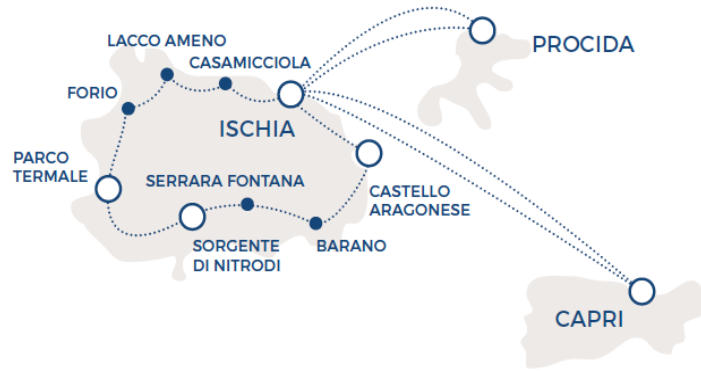 LACCO AMENO
PROCIDA
CASAMICCIOLA
FORIO
ISCHIA
PARCO
TERMALE
SERRARA FONTANA
CASTELLO
ARAGONESE
SORGENTE
DI NITRODI
BARANO
CAPRI